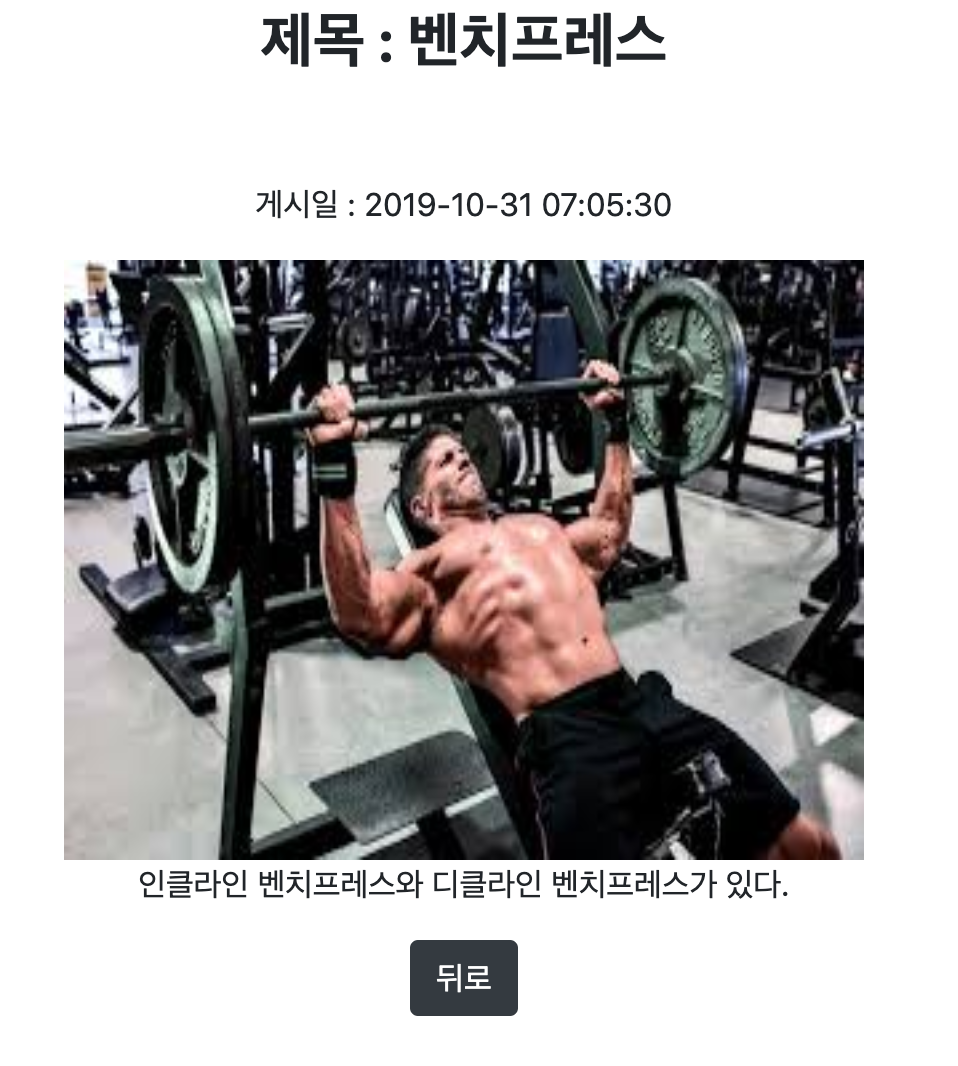 제목 : 벤치프레스
게시일 : 2019-10-31 07:05:30
인클라인 벤치프레스와 디클라인 벤치프레스가 있다.
뒤로